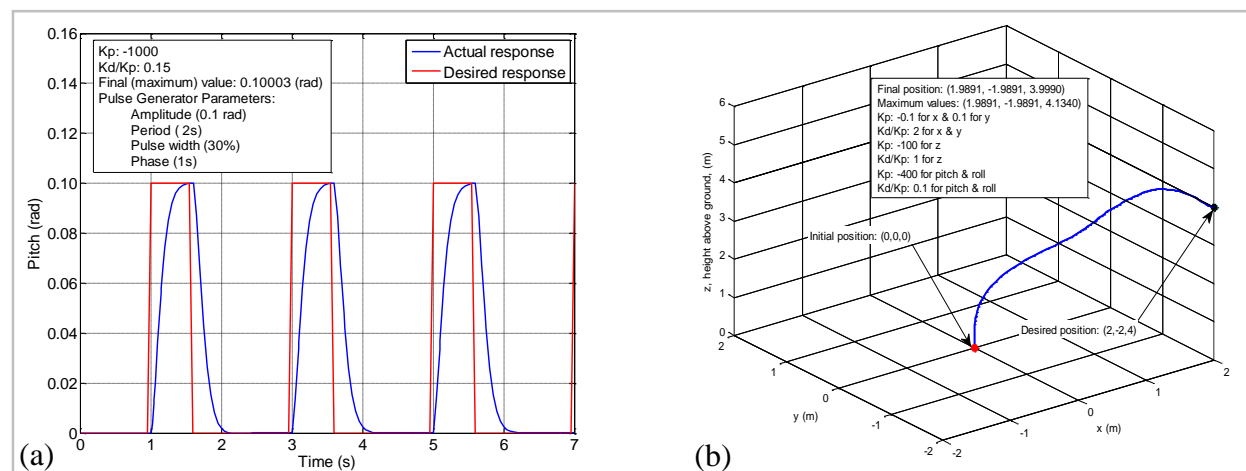 0.16
0.14
0.12
0.10
0.08
0.06
0.04
0.02
0
Pitch (rad)
Kp: -1000
Kd/Kp: 0.15
Final (maximum) value: 0.10003 (rad)
Pulse Generator Parameters:
Amplitude (0.1 rad)
Period ( 2s)
Pulse width (30%)
Phase (1s)
Actual response
Desired response
0 1 2 3 4 5 6 7
Time (s)
(a)
6
5
4
3
2
1
0
z, height above ground, (m)
Final position: (1.9891, -1.9891, 3.9990)
Maximum values: (1.9891, -1.9891, 4.1340)
Kp: -0.1 for x & 0.1 for y
Kd/Kp: 2 for x & y
Kp: -100 for z
Kd/Kp: 1 for z
Kp: -400 for pitch & roll
Kd/Kp: 0.1 for pitch & roll
Initial position: (0,0,0)
Desired position: (2,-2,4)
2
1
0
-1
-2
y (m)
-2
-1
0
1
2
x (m)
(b)